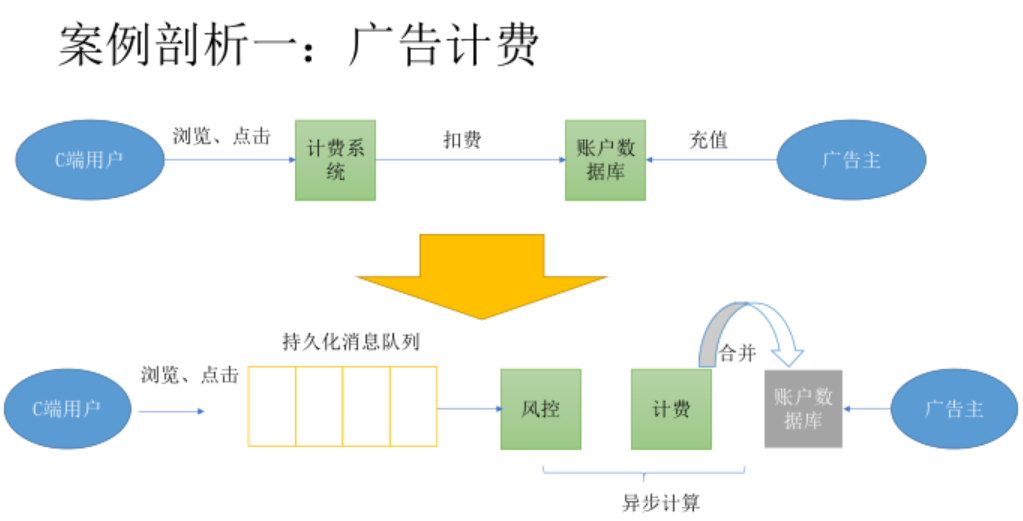 案例剖析一：广告计费
C端用户
浏览、点击
计费系
统
扣费
账户数
据库
充值
广告主
持久化消息队列
C端用户
浏览、点击
风控
计费
合并
账户数
据库
广告主
异步计算